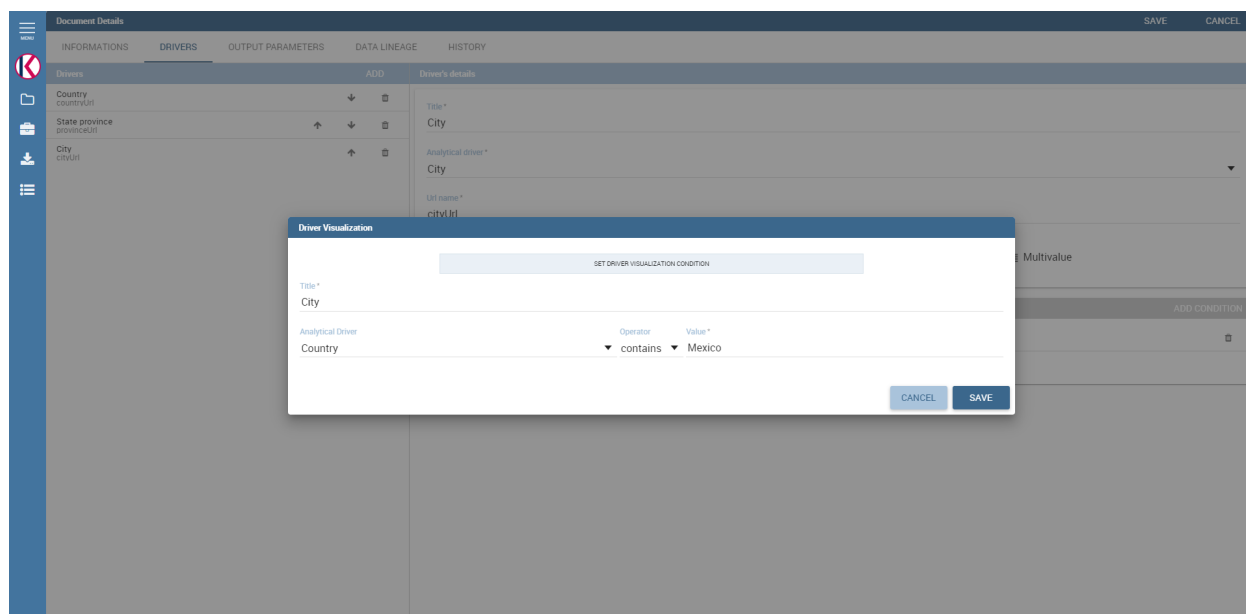 MENU
Document Details SAVE CANCEL
INFORMATIONS DRIVERS OUTPUT PARAMETERS DATA LINEAGE HISTORY
Drivers ADD Driver's details
Country
countryUrl
State province
provinceUrl
City
cityUrl
Title *
City
Analytical driver *
City
Url name *
cityUrl
Multivalue
ADD CONDITION
Driver Visualization
SET DRIVER VISUALIZATION CONDITION
Title *
City
Analytical Driver Operator Value *
Country contains Mexico
CANCEL SAVE